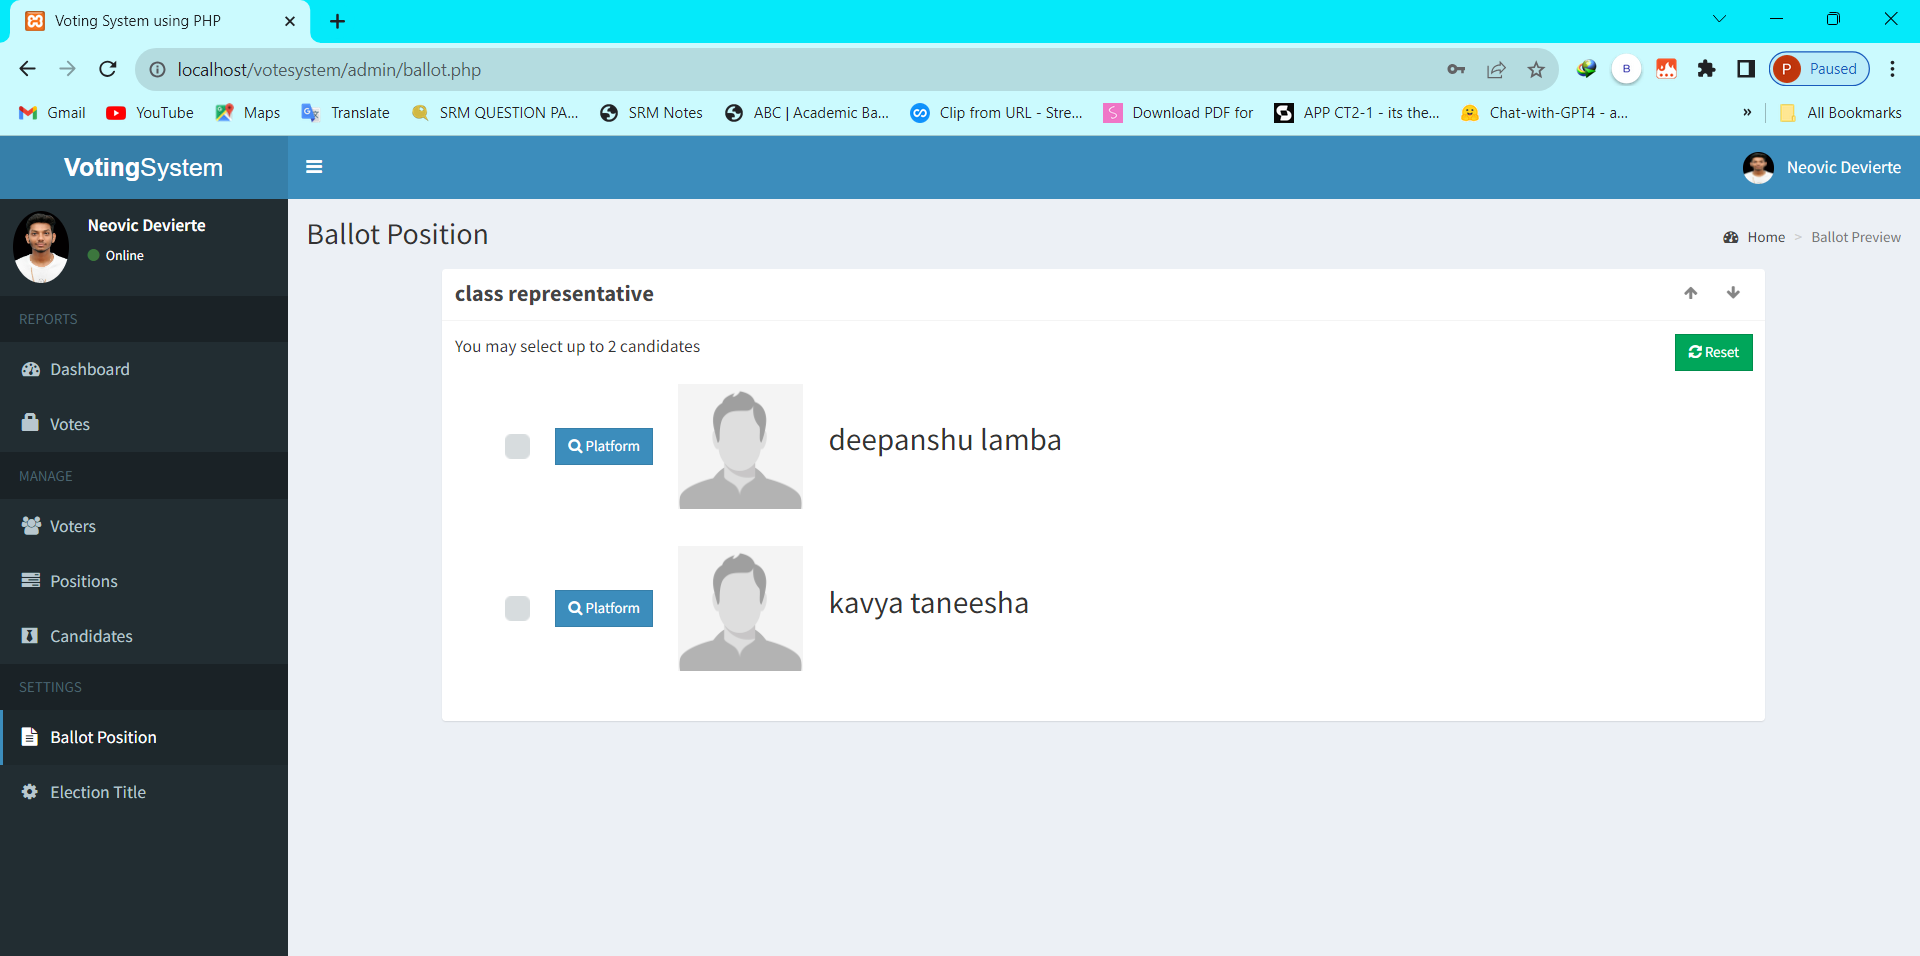 Voting System using PHP
localhost/votesystem/admin/ballot.php
B
P Paused
Gmail YouTube Maps Translate SRM QUESTION PA... SRM Notes ABC | Academic Ba... Clip from URL - Stre... Download PDF for APP CT2-1 - its the... Chat-with-GPT4 - a... » All Bookmarks
VotingSystem
Neovic Devierte
Neovic Devierte
Online
REPORTS
Dashboard
Votes
MANAGE
Voters
Positions
Candidates
SETTINGS
Ballot Position
Election Title
Ballot Position
Home > Ballot Preview
class representative
You may select up to 2 candidates
Reset
Platform
deepanshu lamba
Platform
kavya taneesha